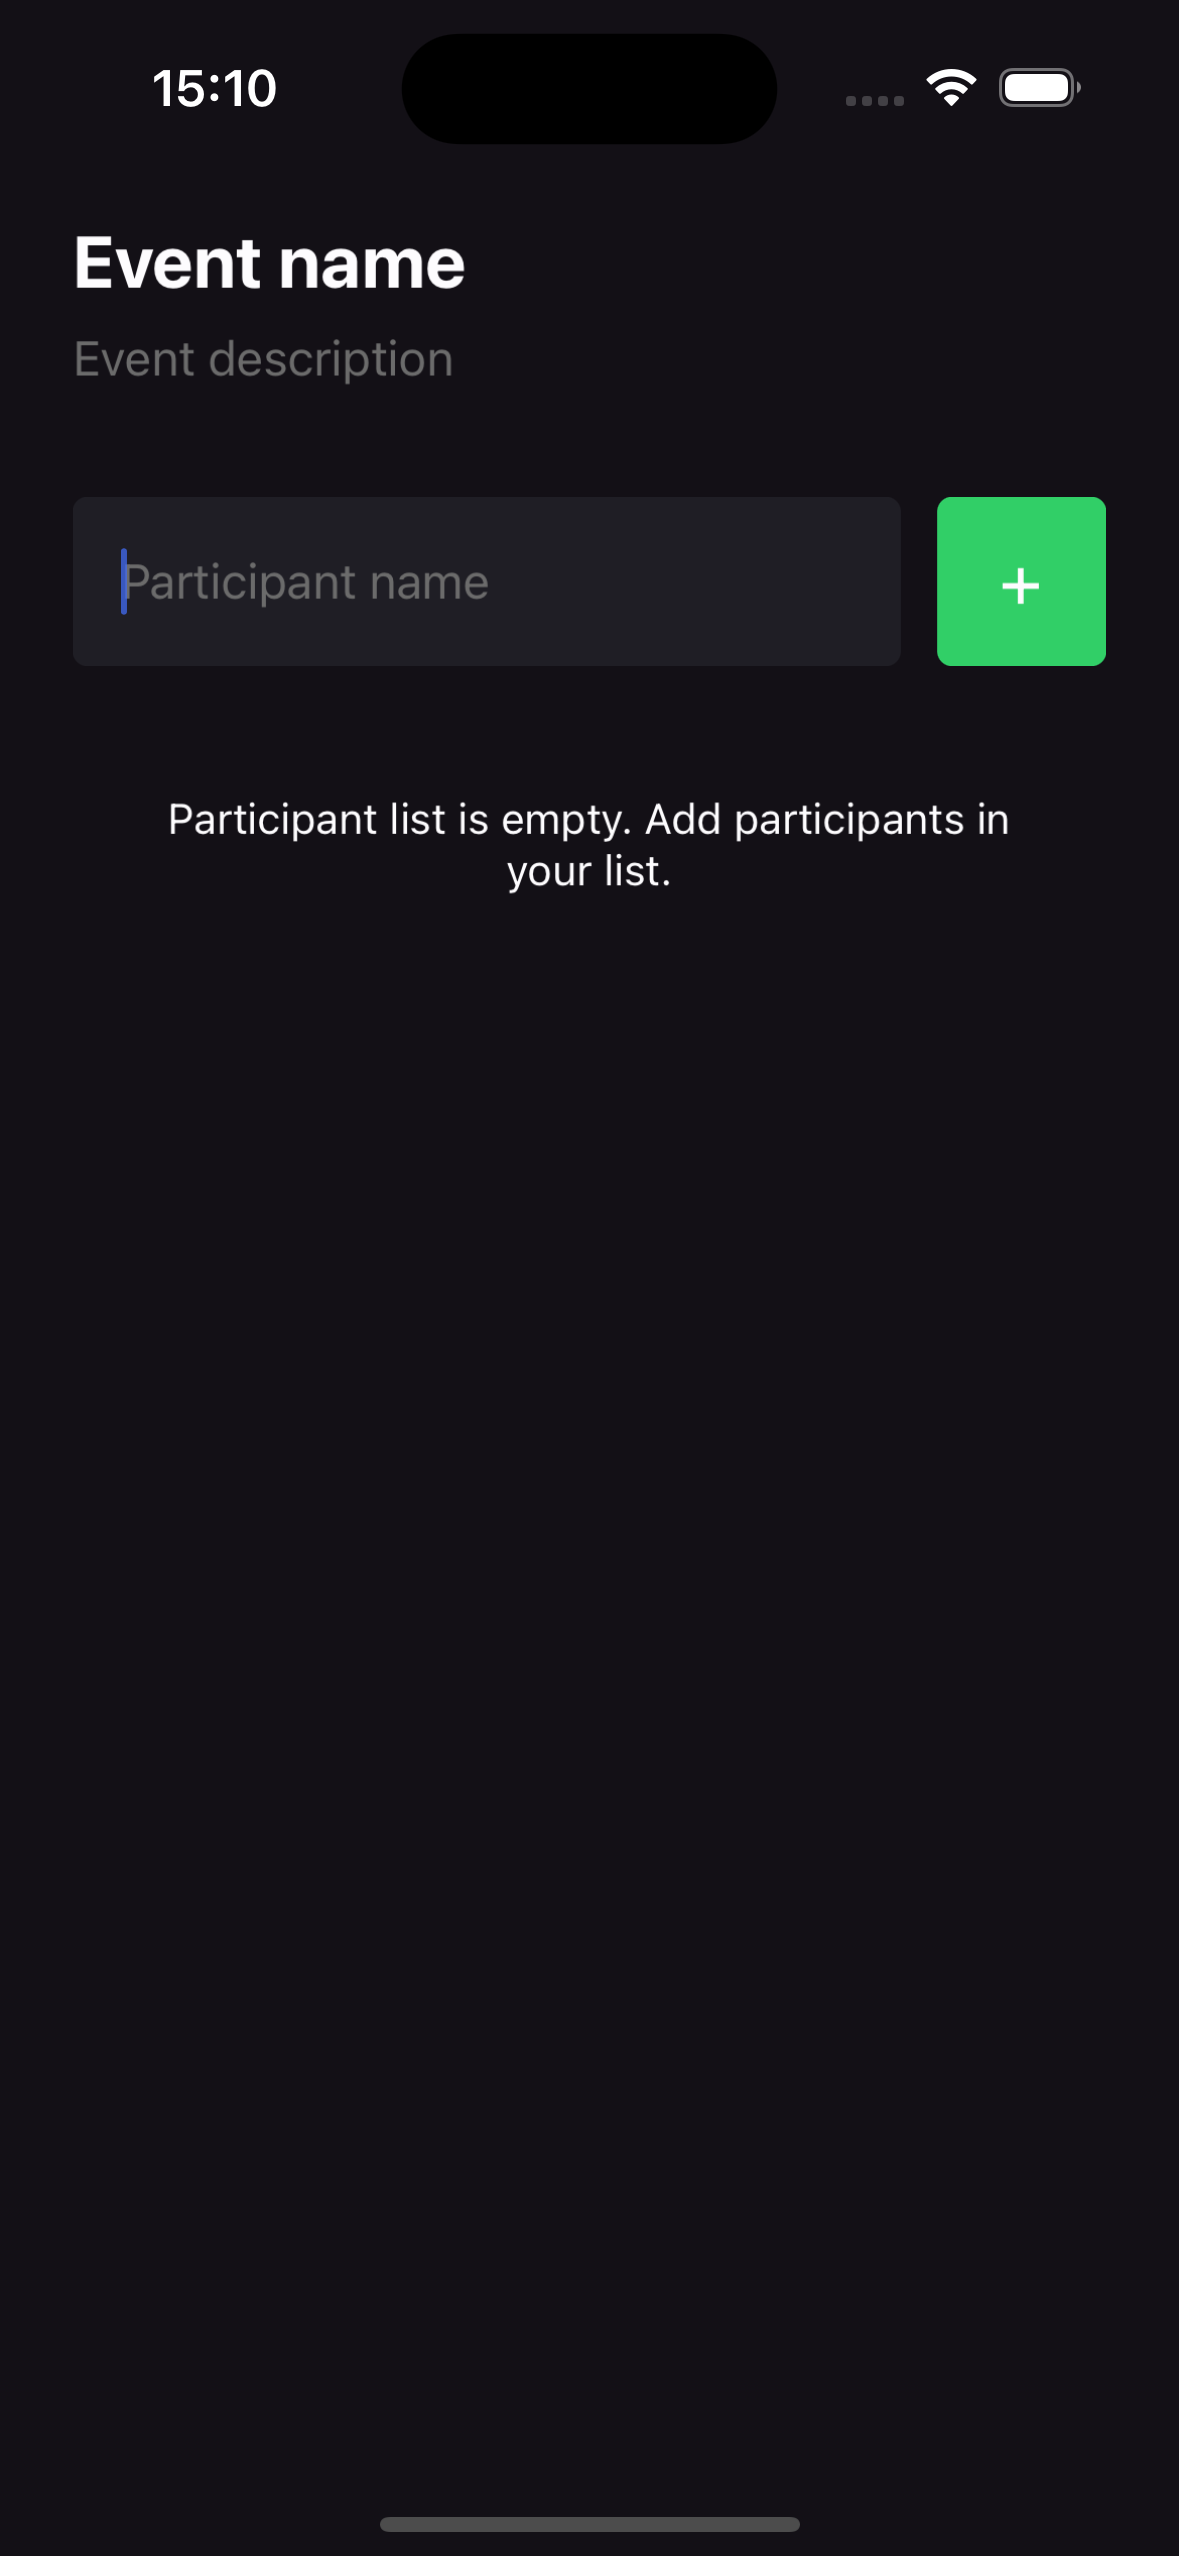 15:10
Event name
Event description
Participant name
+
Participant list is empty. Add participants in
your list.